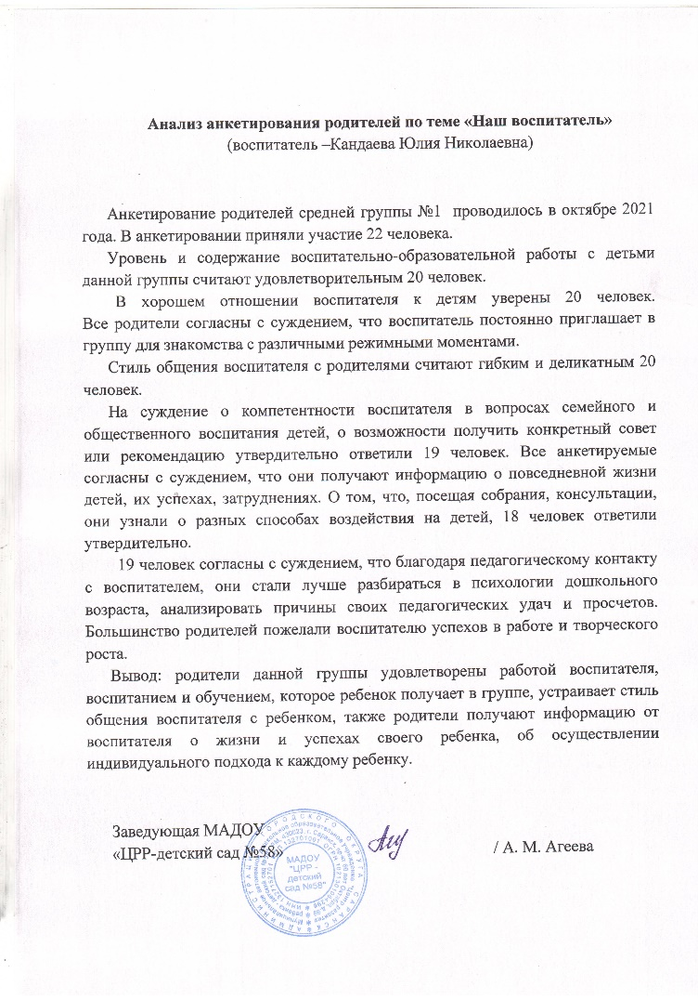 Анализ анкетирования родителей по теме «Наш воспитатель»
(воспитатель –Кандаева Юлия Николаевна)
Анкетирование родителей средней группы №1 проводилось в октябре 2021
года. В анкетировании приняли участие 22 человека.
Уровень и содержание воспитательно-образовательной работы с детьми
данной группы считают удовлетворительным 20 человек.
В хорошем отношении воспитателя к детям уверены 20 человек.
Все родители согласны с суждением, что воспитатель постоянно приглашает в
группу для знакомства с различными режимными моментами.
Стиль общения воспитателя с родителями считают гибким и деликатным 20
человек.
На суждение о компетентности воспитателя в вопросах семейного и
общественного воспитания детей, о возможности получить конкретный совет
или рекомендацию утвердительно ответили 19 человек. Все анкетируемые
согласны с суждением, что они получают информацию о повседневной жизни
детей, их успехах, затруднениях. О том, что, посещая собрания, консультации,
они узнали о разных способах воздействия на детей, 18 человек ответили
утвердительно.
19 человек согласны с суждением, что благодаря педагогическому контакту
с воспитателем, они стали лучше разбираться в психологии дошкольного
возраста, анализировать причины своих педагогических удач и просчетов.
Большинство родителей пожелали воспитателю успехов в работе и творческого
роста.
Вывод: родители данной группы удовлетворены работой воспитателя,
воспитанием и обучением, которое ребенок получает в группе, устраивает стиль
общения воспитателя с ребенком, также родители получают информацию от
воспитателя о жизни и успехах своего ребенка, об осуществлении
индивидуального подхода к каждому ребенку.
Заведующая МАДОУ
«ЦРР-детский сад №58»
/ А. М. Агеева
МАДОУ
"ЦРР -
детский
сад №58"